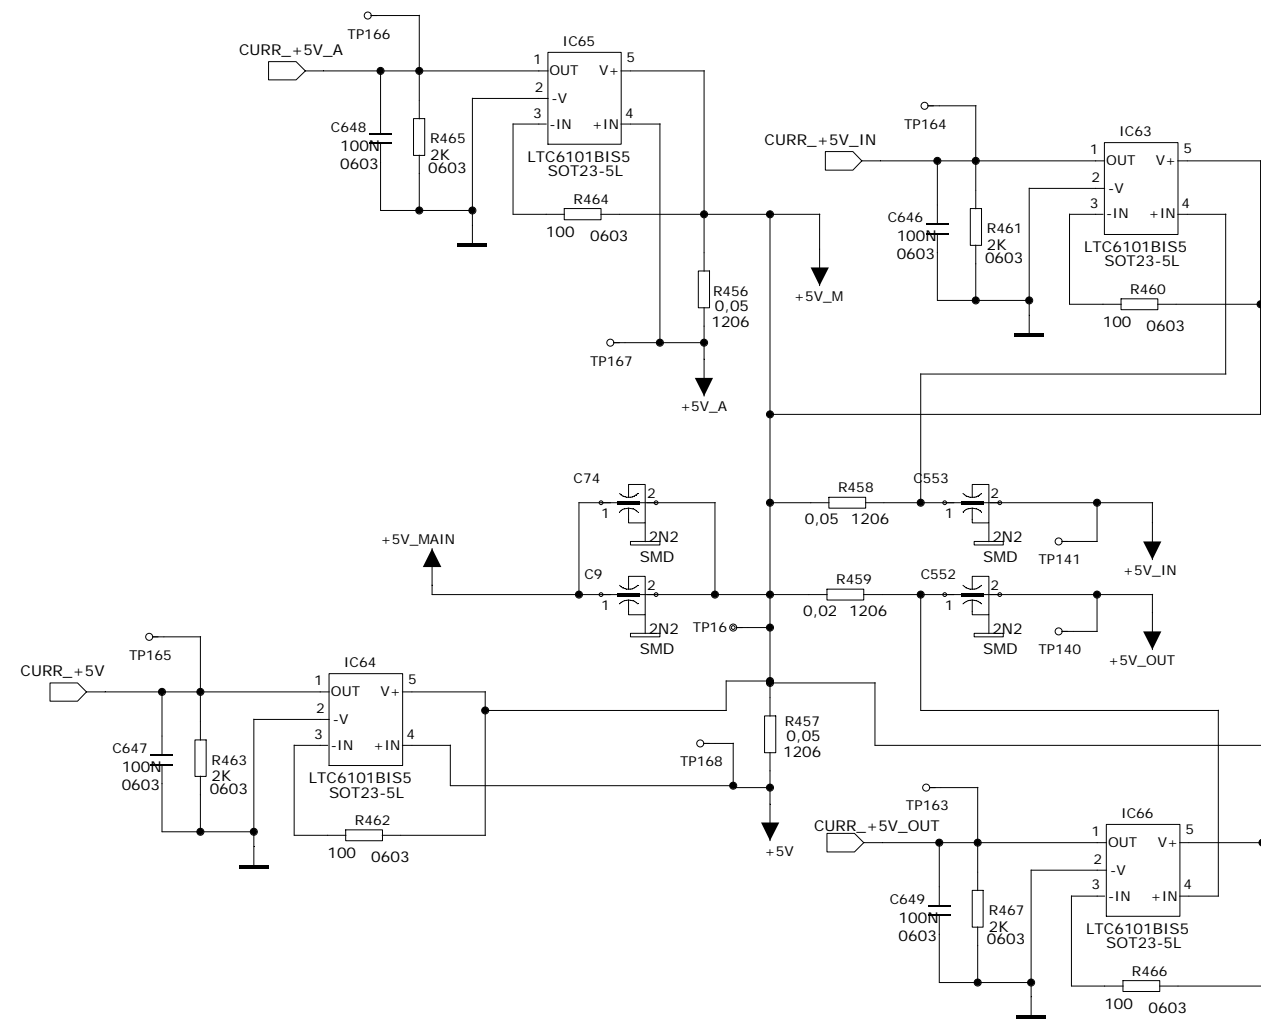 TP166
CURR_+5V_A
IC65
1 OUT V+ 5
2 -V
3 -IN +IN 4
C648
100N
0603
R465
2K
0603
LTC6101BIS5
SOT23-5L
R464
100 0603
R456
0,05
1206
+5V_M
TP167
+5V_A
TP164
CURR_+5V_IN
IC63
1 OUT V+ 5
2 -V
3 -IN +IN 4
C646
100N
0603
R461
2K
0603
LTC6101BIS5
SOT23-5L
R460
100 0603
C74
1 2
2N2
SMD
R458
0,05 1206
C553
1 2
2N2
SMD
TP141
+5V_IN
+5V_MAIN
C9
1 2
2N2
SMD
R459
0,02 1206
C552
1 2
2N2
SMD
TP140
+5V_OUT
TP16
TP165
CURR_+5V
IC64
1 OUT V+ 5
2 -V
3 -IN +IN 4
C647
100N
0603
R463
2K
0603
LTC6101BIS5
SOT23-5L
R462
100 0603
R457
0,05
1206
TP168
+5V
TP163
CURR_+5V_OUT
IC66
1 OUT V+ 5
2 -V
3 -IN +IN 4
C649
100N
0603
R467
2K
0603
LTC6101BIS5
SOT23-5L
R466
100 0603